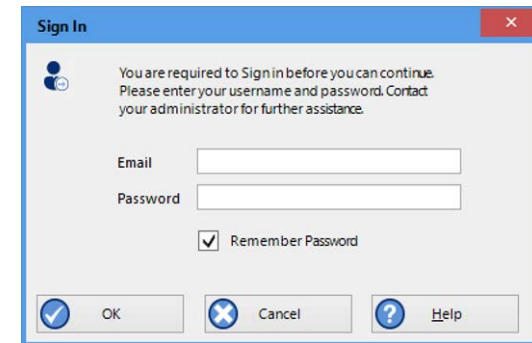 Sign In
You are required to Sign in before you can continue.
Please enter your username and password. Contact
your administrator for further assistance.
Email
Password
Remember Password
OK Cancel Help